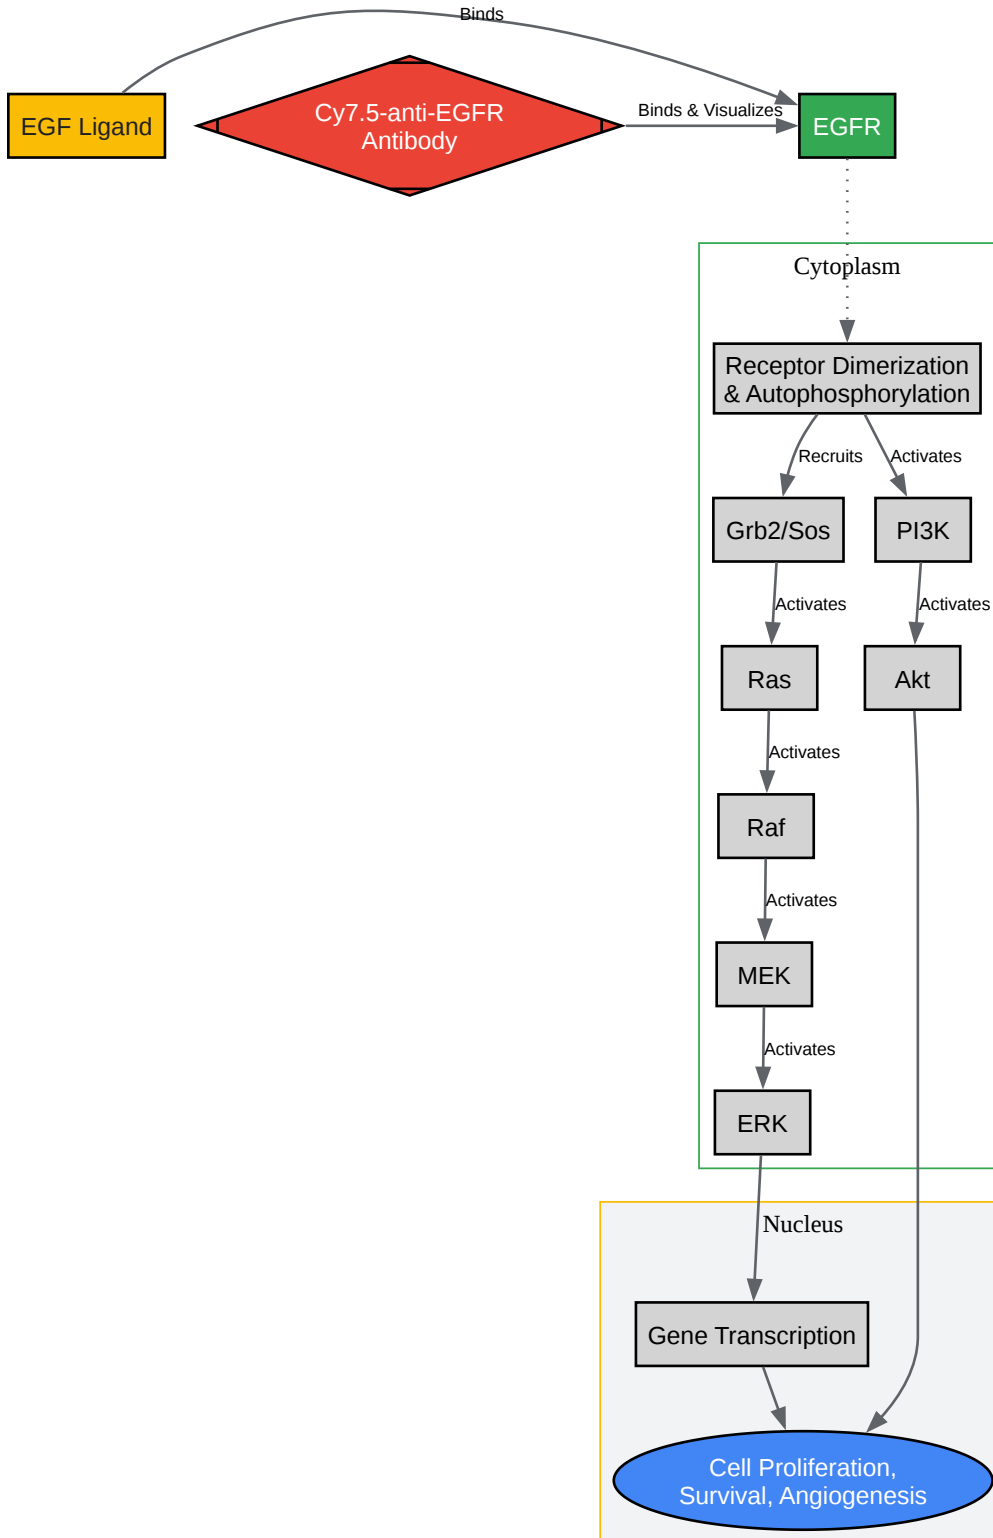 Binds
EGF Ligand
Cy7.5-anti-EGFR
Antibody
Binds & Visualizes
EGFR
Cytoplasm
Receptor Dimerization
& Autophosphorylation
Recruits
Activates
Grb2/Sos
PI3K
Activates
Activates
Ras
Akt
Activates
Raf
Activates
MEK
Activates
ERK
Nucleus
Gene Transcription
Cell Proliferation,
Survival, Angiogenesis